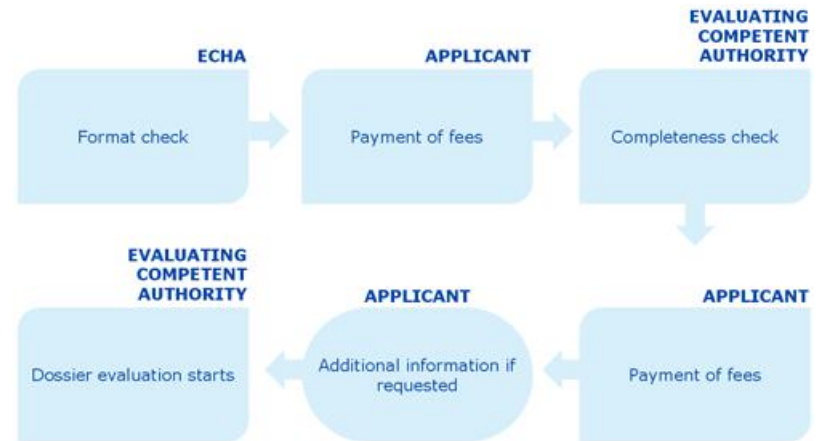 ECHA
Format check
APPLICANT
Payment of fees
EVALUATING
COMPETENT
AUTHORITY
Completeness check
APPLICANT
Payment of fees
APPLICANT
Additional information if
requested
EVALUATING
COMPETENT
AUTHORITY
Dossier evaluation starts